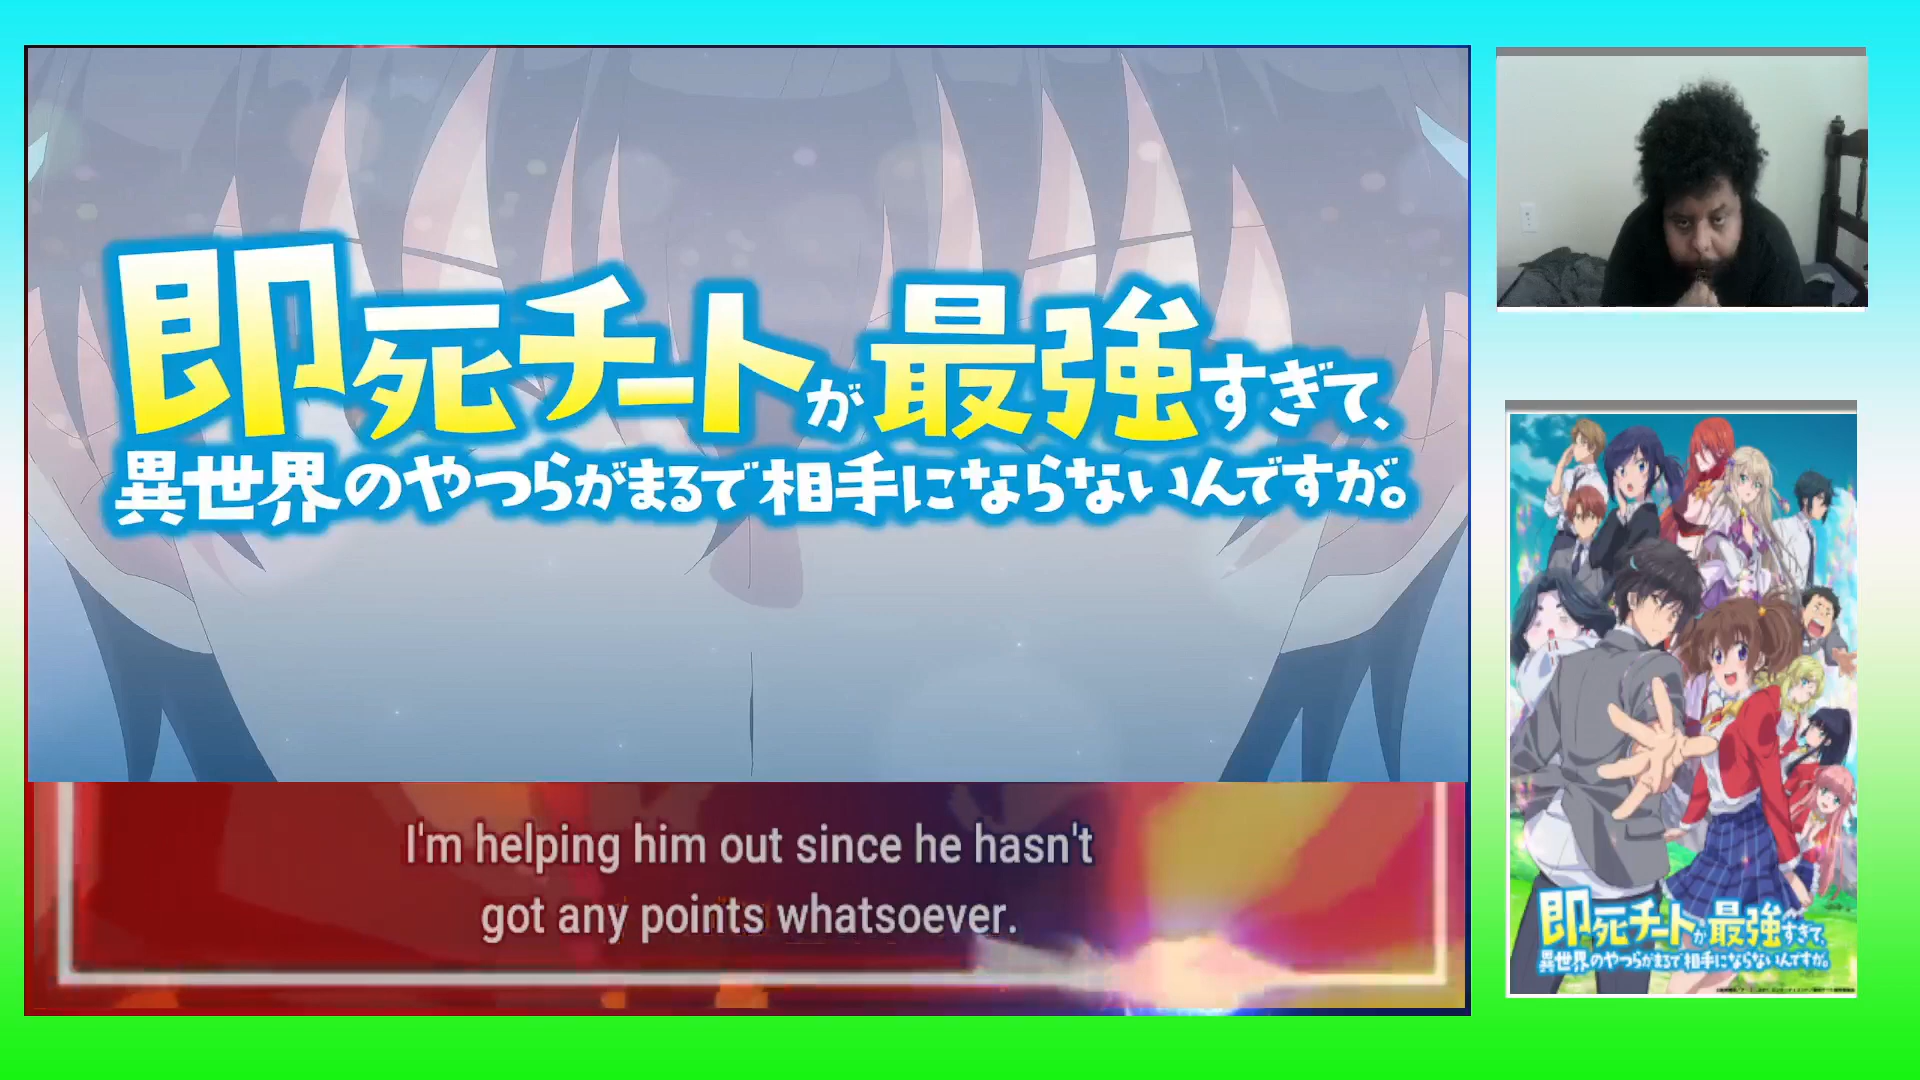 即死チートが最強すぎて、
異世界のやつらがまるで相手にならないんですが。
I'm helping him out since he hasn't
got any points whatsoever.
即死チートが最強すぎて、
異世界のやつらがまるで相手にならないんですが。